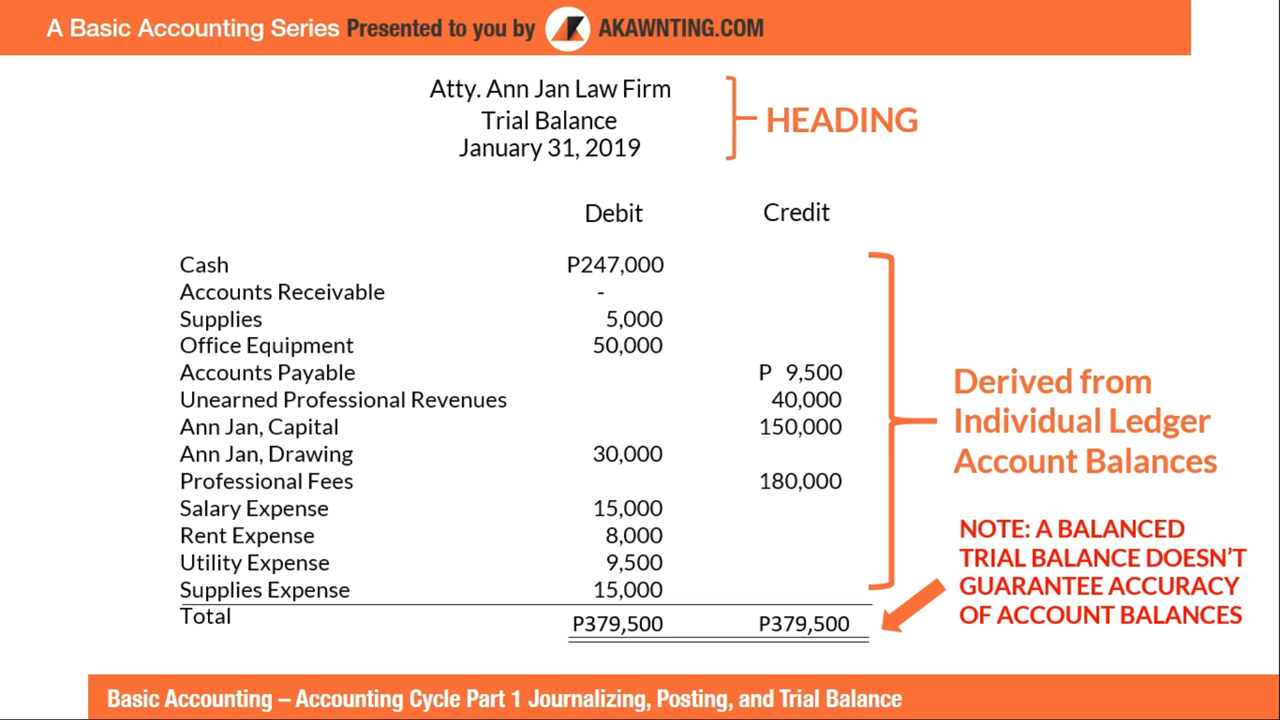 A Basic Accounting Series Presented to you by AKAWNTING.COM
Atty. Ann Jan Law Firm
Trial Balance
January 31, 2019
HEADING
Debit Credit
Cash P247,000
Accounts Receivable -
Supplies 5,000
Office Equipment 50,000
Accounts Payable P 9,500
Unearned Professional Revenues 40,000
Ann Jan, Capital 150,000
Ann Jan, Drawing 30,000
Professional Fees 180,000
Salary Expense 15,000
Rent Expense 8,000
Utility Expense 9,500
Supplies Expense 15,000
Total P379,500 P379,500
Derived from
Individual Ledger
Account Balances
NOTE: A BALANCED
TRIAL BALANCE DOESN'T
GUARANTEE ACCURACY
OF ACCOUNT BALANCES
Basic Accounting – Accounting Cycle Part 1 Journalizing, Posting, and Trial Balance